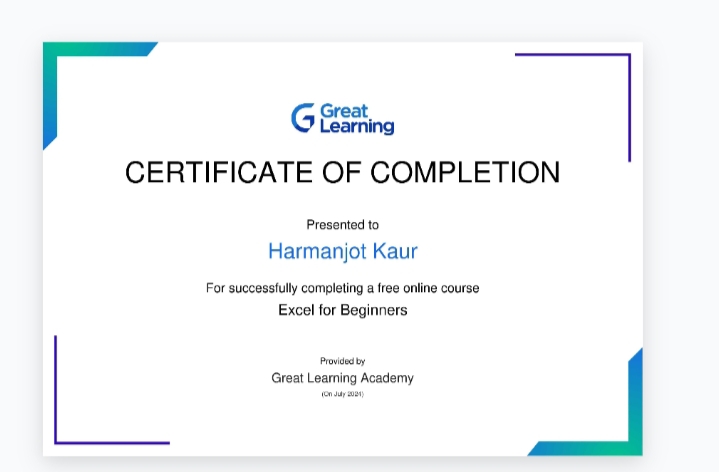 Great
Learning
CERTIFICATE OF COMPLETION
Presented to
Harmanjot Kaur
For successfully completing a free online course
Excel for Beginners
Provided by
Great Learning Academy
(On July 2024)